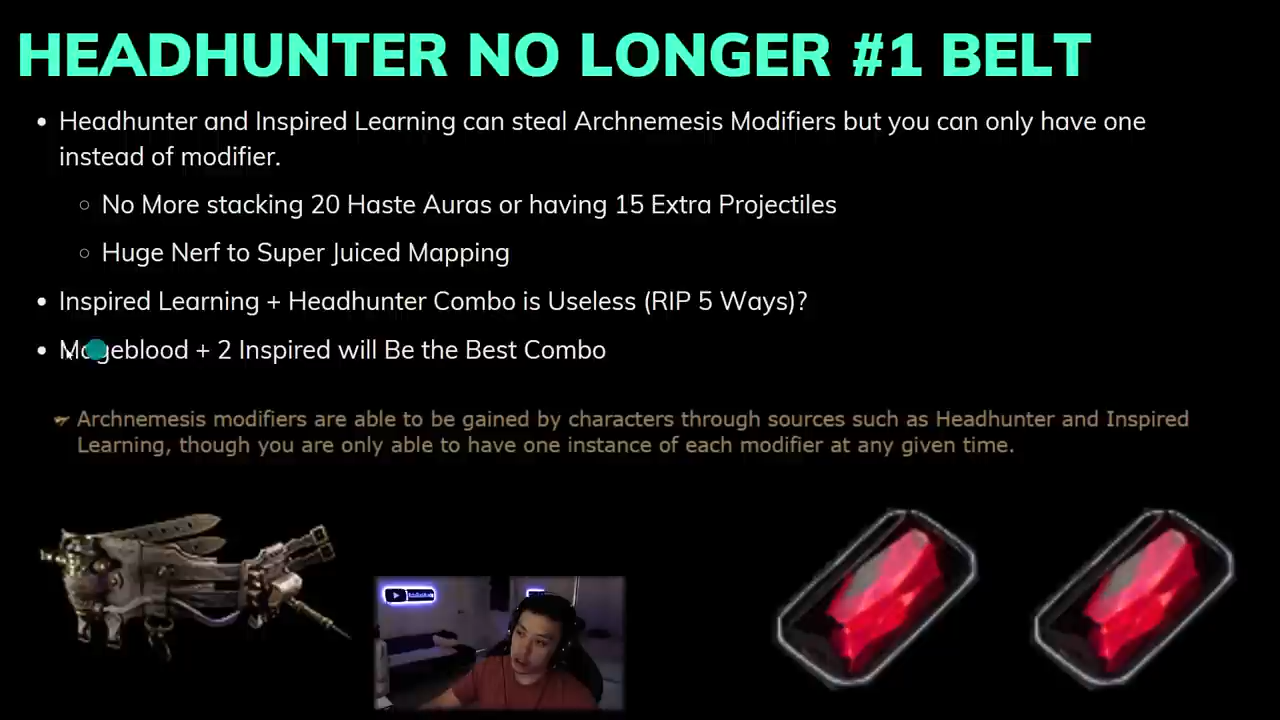 HEADHUNTER NO LONGER #1 BELT
• Headhunter and Inspired Learning can steal Archnemesis Modifiers but you can only have one
instead of modifier.
○ No More stacking 20 Haste Auras or having 15 Extra Projectiles
○ Huge Nerf to Super Juiced Mapping
• Inspired Learning + Headhunter Combo is Useless (RIP 5 Ways)?
• Mageblood + 2 Inspired will Be the Best Combo
Archnemesis modifiers are able to be gained by characters through sources such as Headhunter and Inspired
Learning, though you are only able to have one instance of each modifier at any given time.